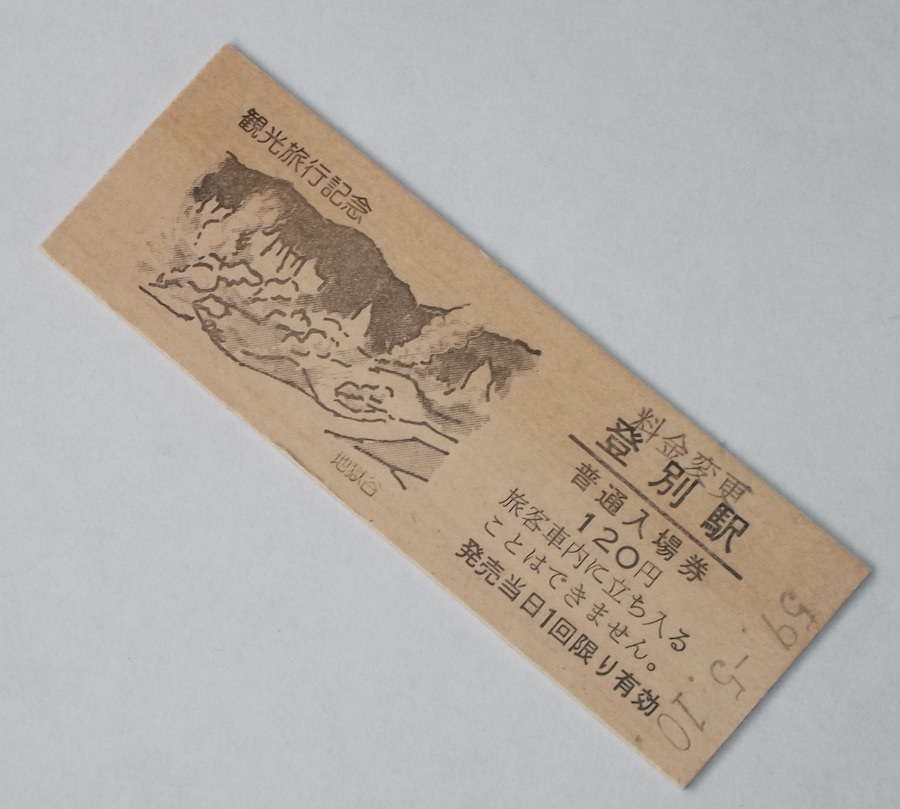 観光旅行記念
地獄谷
料金変更
登別駅
普通入場券
120円
旅客車内に立ち入る
ことはできません。
発売当日1回限り有効
59.-5.10